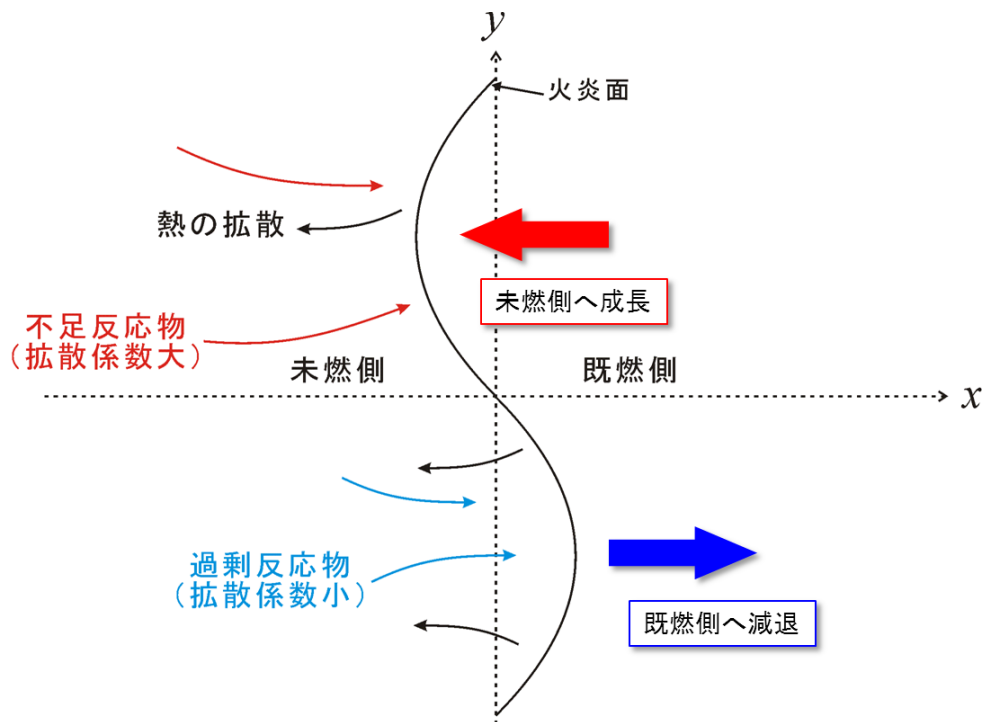 y
火炎面
熱の拡散
未燃側へ成長
不足反応物
（拡散係数大）
未燃側
既燃側
x
過剰反応物
（拡散係数小）
既燃側へ減退